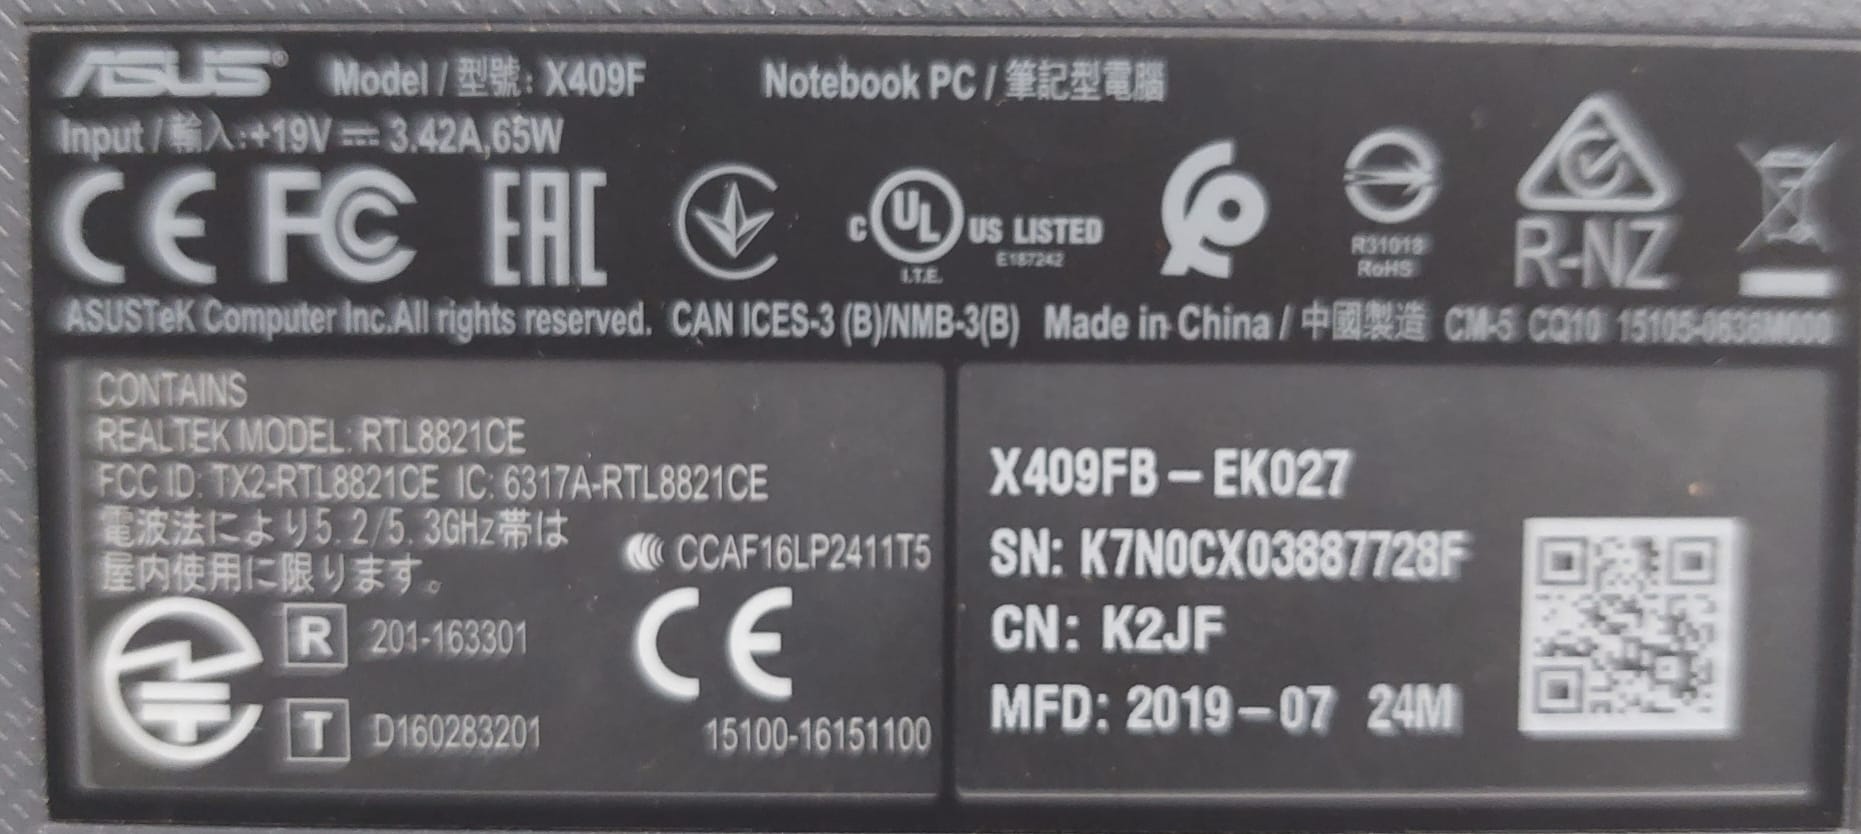 ASUS Model / 型號: X409F Notebook PC / 筆記型電腦
Input / 輸入:+19V 3.42A,65W
CE FC EAC
c UL US LISTED
I.T.E. E187242
R31018
RoHS
R-NZ
ASUSTeK Computer Inc.All rights reserved. CAN ICES-3 (B)/NMB-3(B) Made in China / 中國製造 CM-5 CQ10 15105-0636M000
CONTAINS
REALTEK MODEL: RTL8821CE
FCC ID: TX2-RTL8821CE IC: 6317A-RTL8821CE
電波法により5.2/5.3GHz帯は
屋内使用に限ります。
CCAF16LP2411T5
R 201-163301
CE
T D160283201
15100-16151100
X409FB-EK027
SN: K7N0CX03887728F
CN: K2JF
MFD: 2019-07 24M